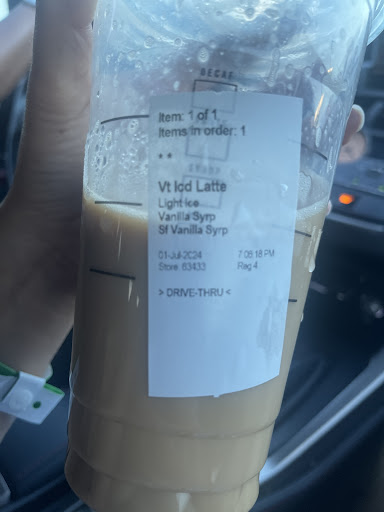 DECAF
Item: 1 of 1
Items in order: 1
* *
Vt Icd Latte
Light Ice
Vanilla Syrp
Sf Vanilla Syrp
01-Jul-2024 7:06:18 PM
Store: 63433 Reg 4
> DRIVE-THRU <